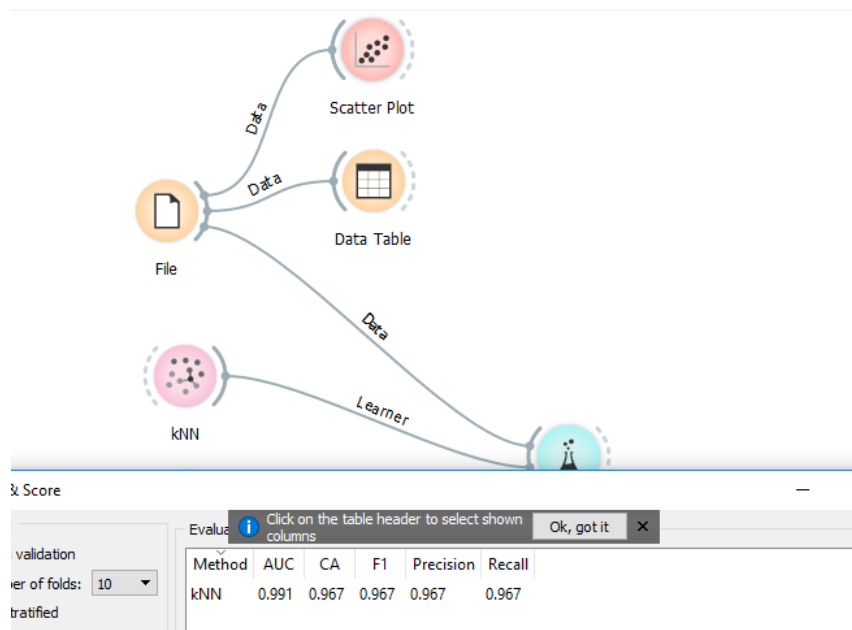 Scatter Plot
Data
Data
Data Table
File
Data
Learner
kNN
& Score
Evalua
Click on the table header to select shown
columns
Ok, got it
validation
er of folds: 10
tratified
Method AUC CA F1 Precision Recall
kNN 0.991 0.967 0.967 0.967 0.967